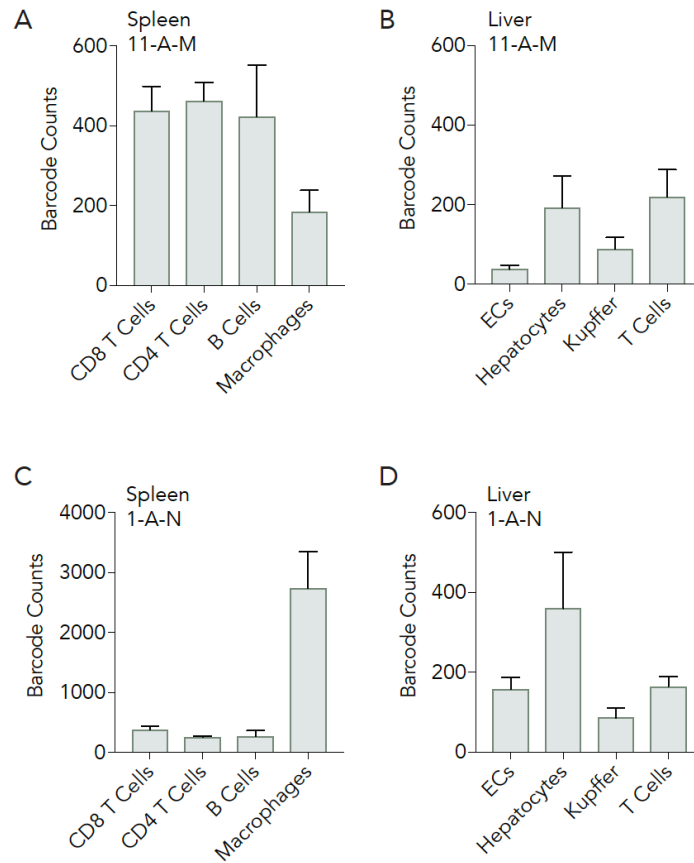 A
Spleen
11-A-M
Barcode Counts
600
400
200
0
CD8 T Cells
CD4 T Cells
B Cells
Macrophages
B
Liver
11-A-M
Barcode Counts
600
400
200
0
ECs
Hepatocytes
Kupffer
T Cells
C
Spleen
1-A-N
Barcode Counts
4000
3000
2000
1000
0
CD8 T Cells
CD4 T Cells
B Cells
Macrophages
D
Liver
1-A-N
Barcode Counts
600
400
200
0
ECs
Hepatocytes
Kupffer
T Cells